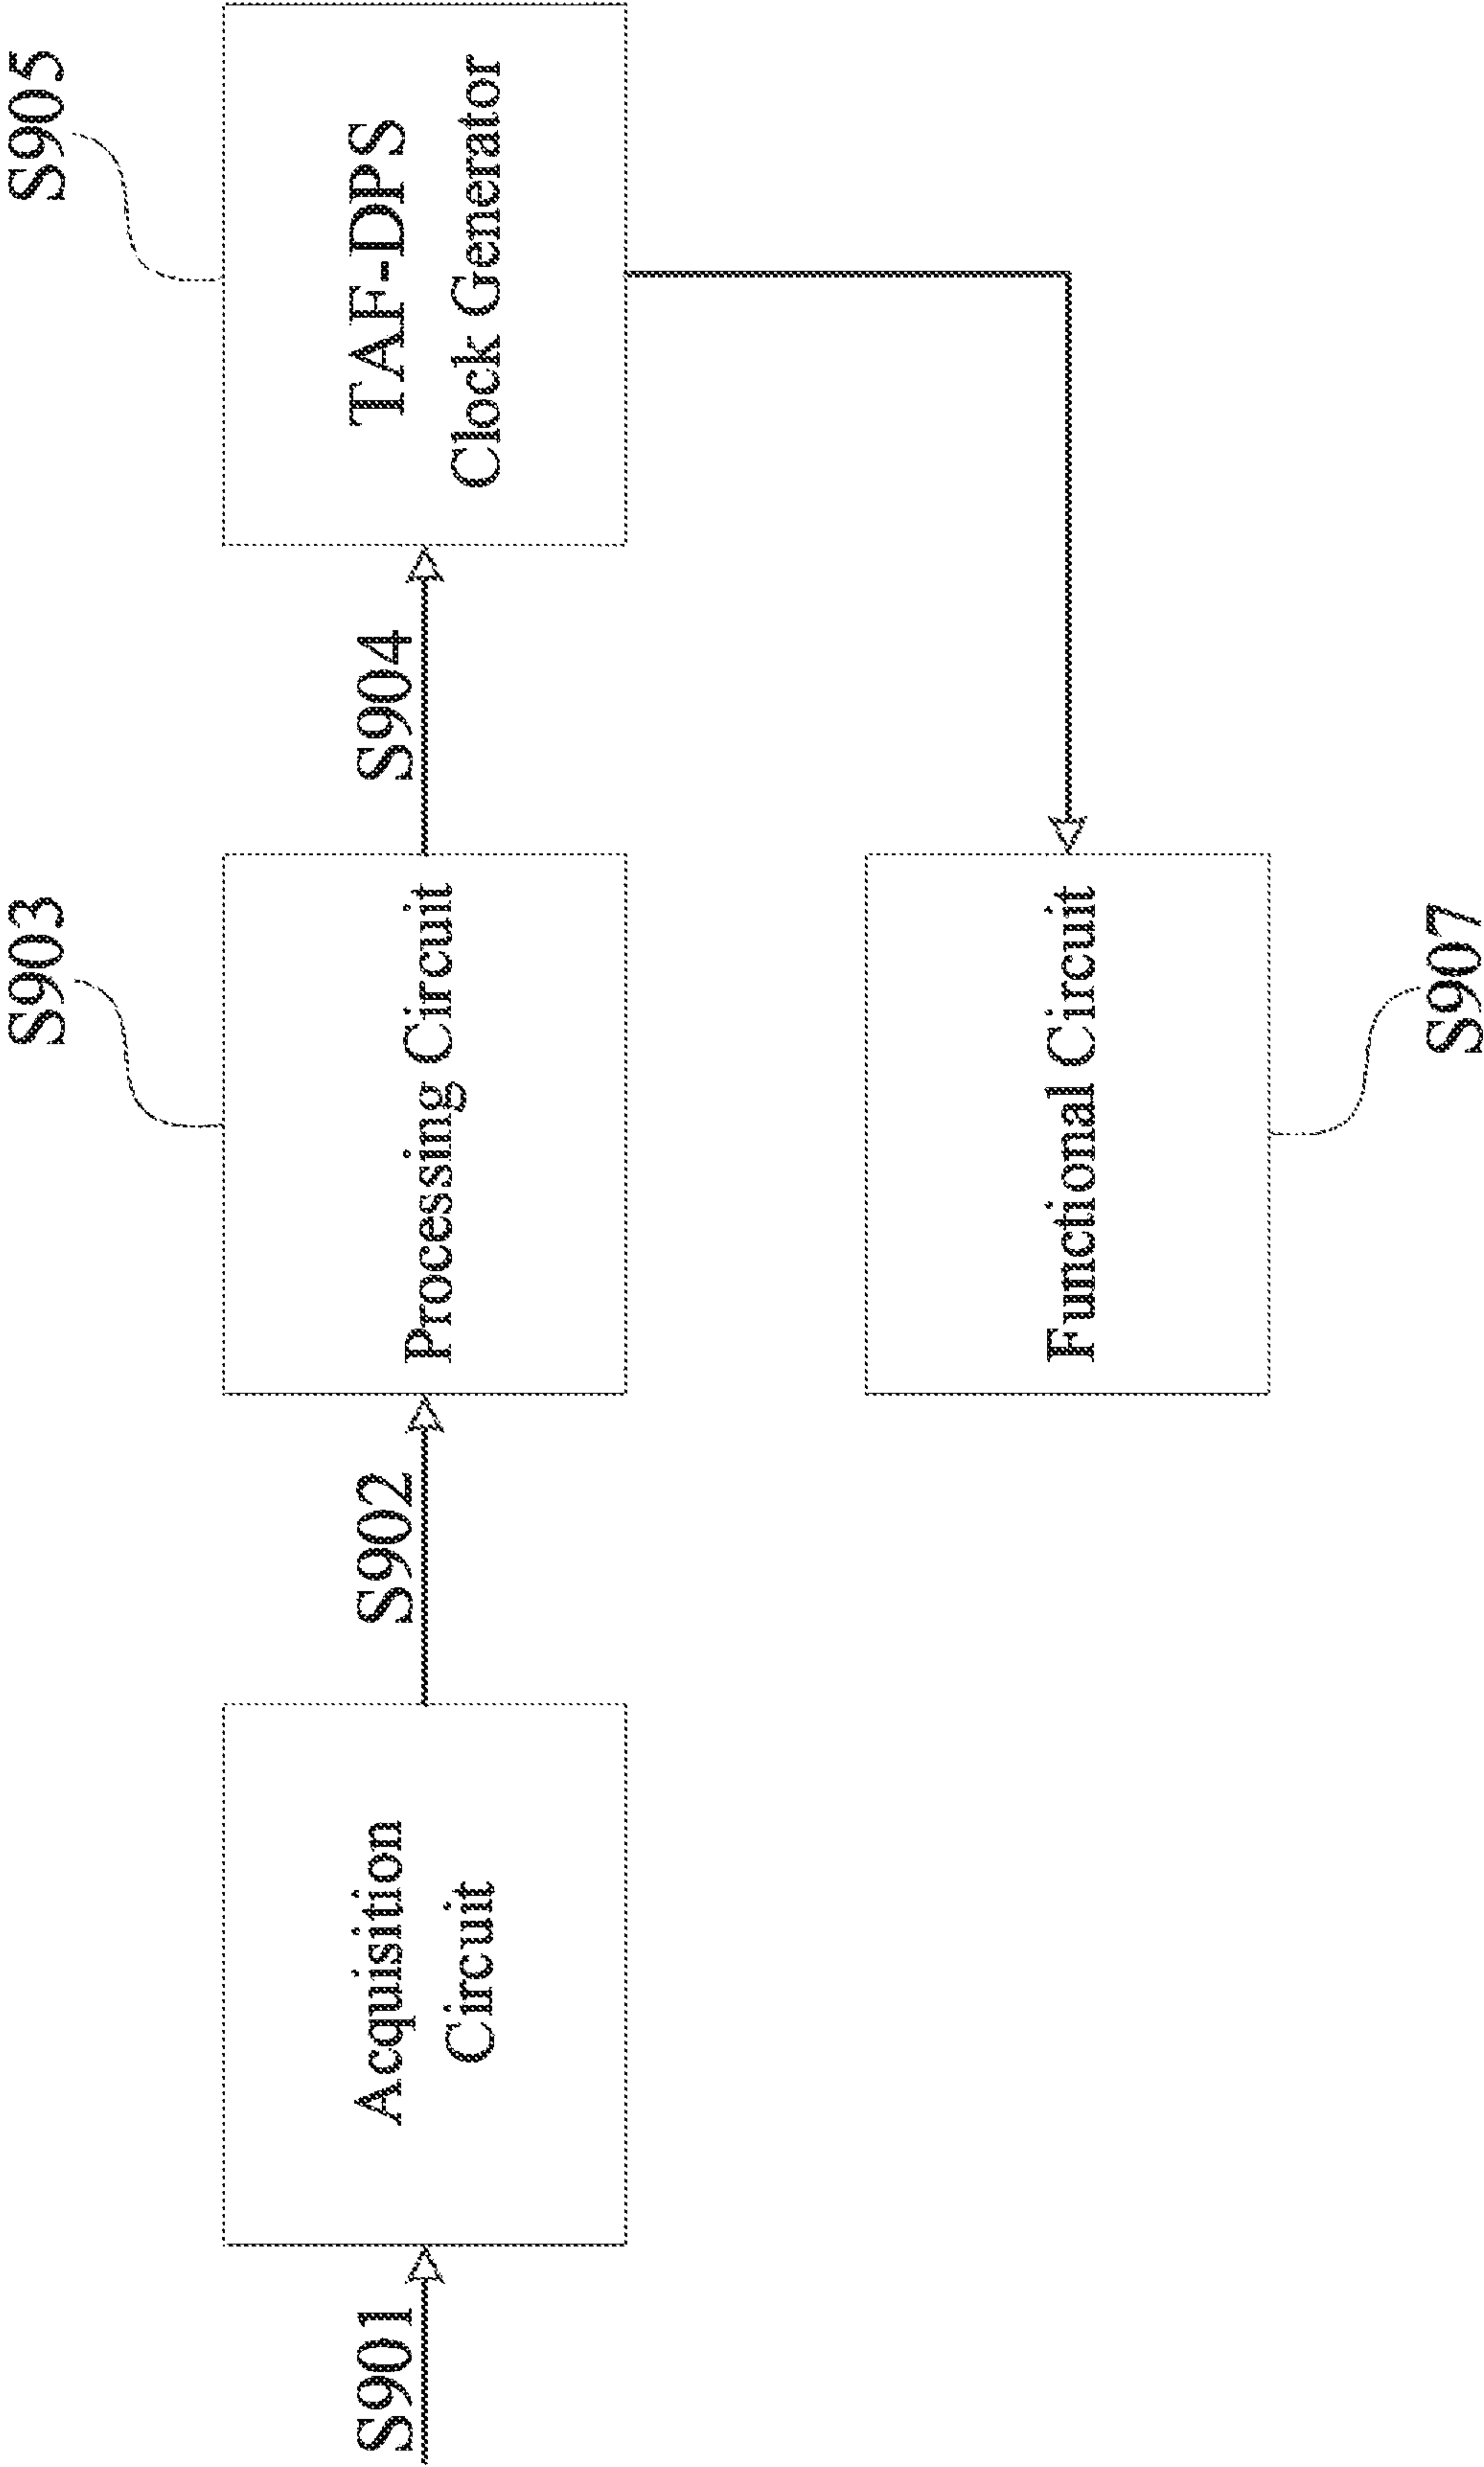 S903
S905
S901
Acquisition
Circuit
S902
Processing Circuit
S904
TAF-DPS
Clock Generator
Functional Circuit
S907